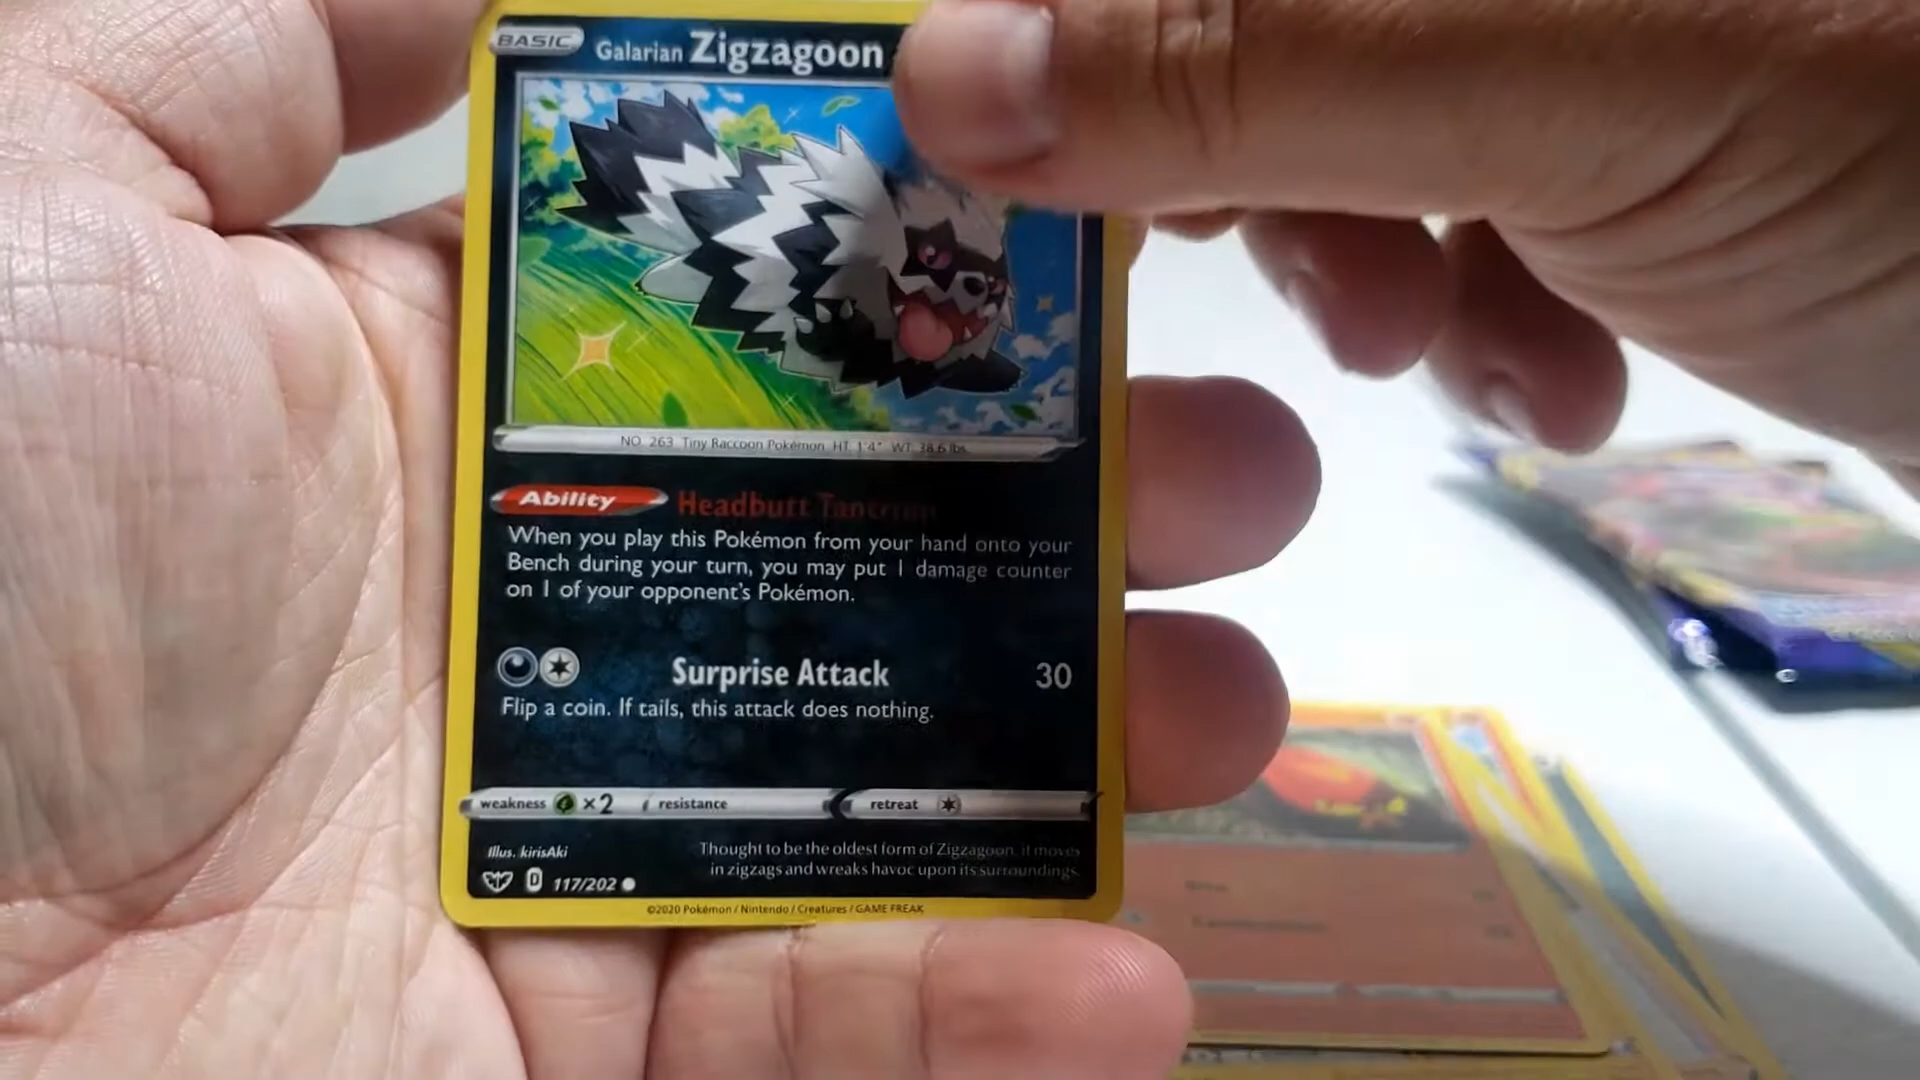 BASIC
Galarian Zigzagoon
NO. 263 Tiny Raccoon Pokémon HT. 1'4" WT. 38.6 lbs.
Ability Headbutt Tantrum
When you play this Pokémon from your hand onto your
Bench during your turn, you may put 1 damage counter
on 1 of your opponent's Pokémon.
Surprise Attack 30
Flip a coin. If tails, this attack does nothing.
weakness ×2 resistance retreat
Illus. kirisAki
Thought to be the oldest form of Zigzagoon, it moves
in zigzags and wreaks havoc upon its surroundings.
D 117/202
©2020 Pokémon / Nintendo / Creatures / GAME FREAK